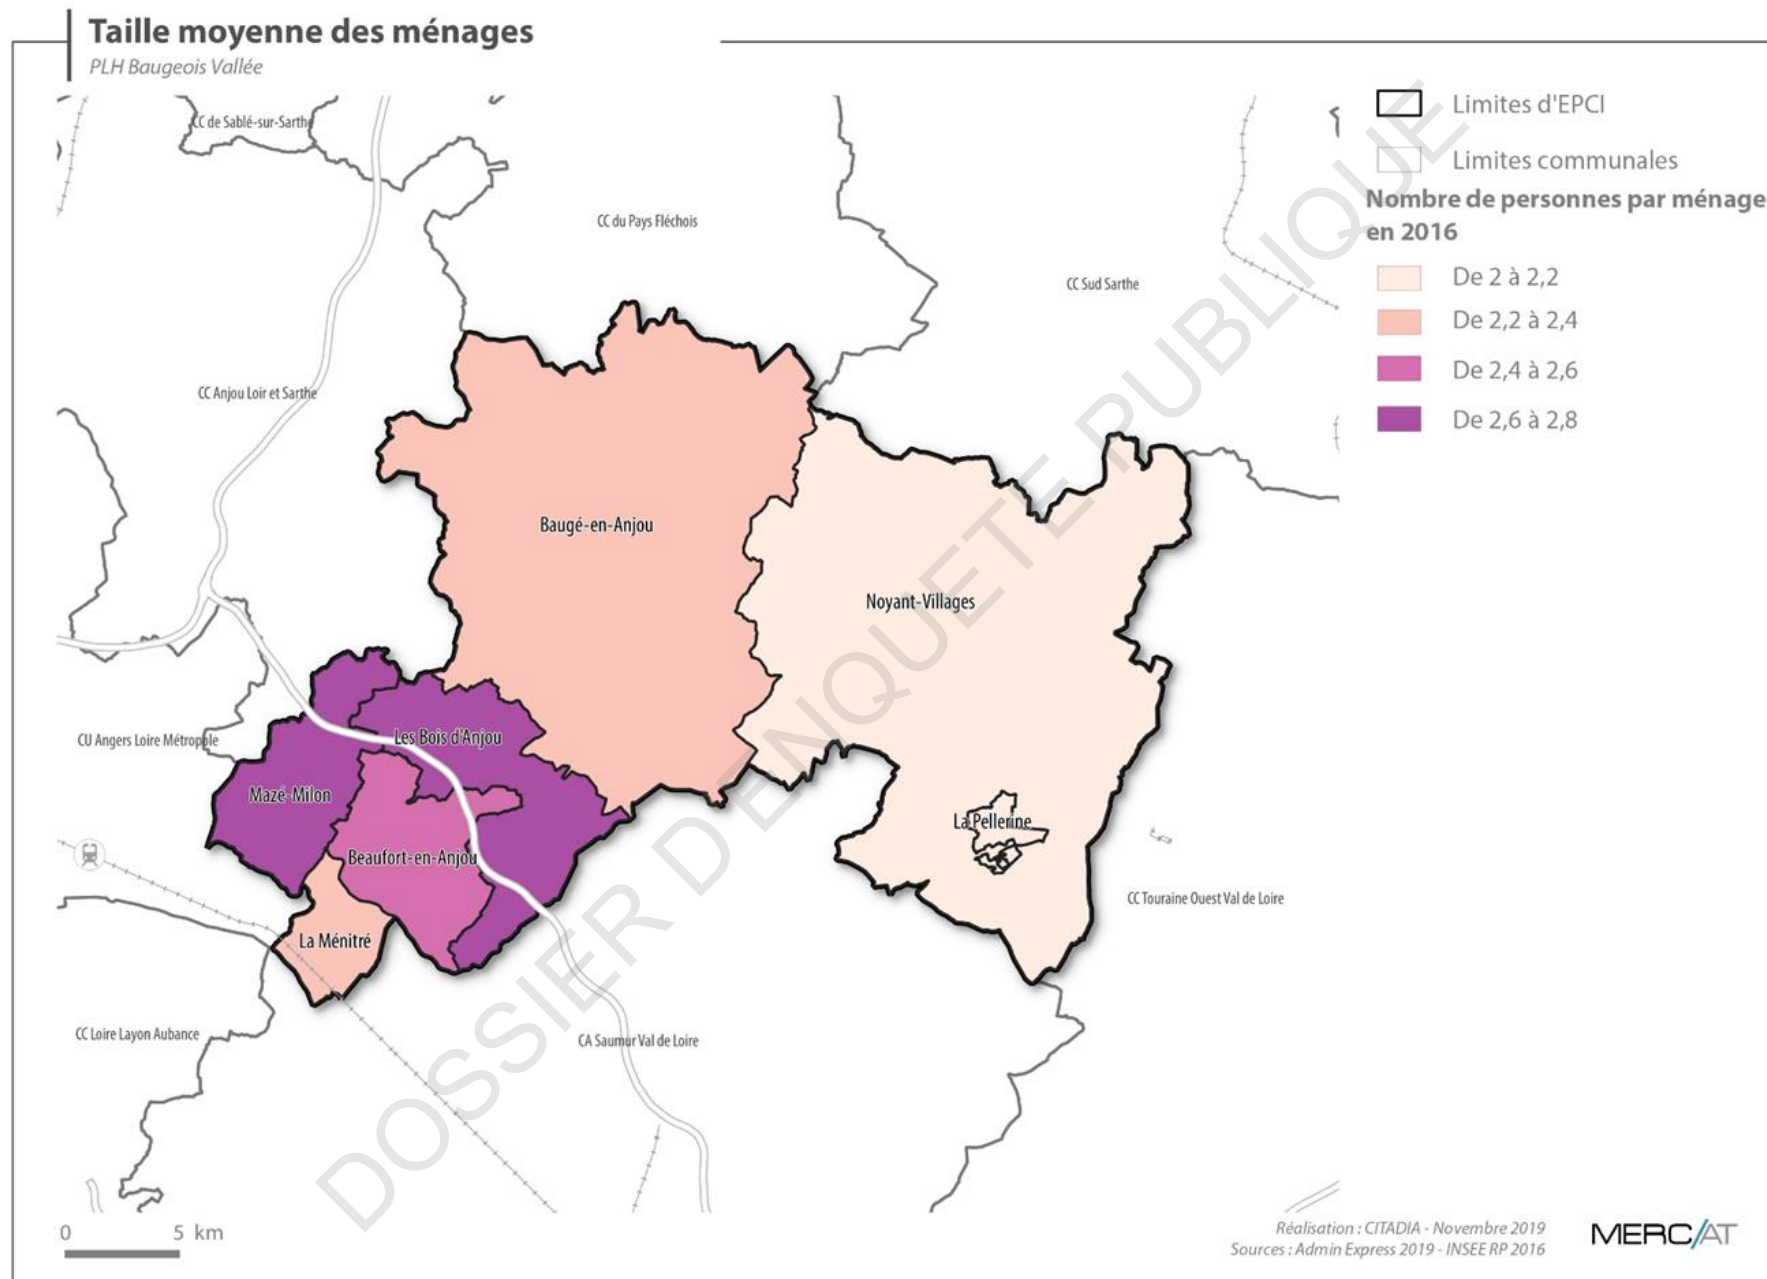 Taille moyenne des ménages
PLH Baugeois Vallée
Limites d'EPCI
Limites communales
Nombre de personnes par ménage
en 2016
De 2 à 2,2
De 2,2 à 2,4
De 2,4 à 2,6
De 2,6 à 2,8
CC de Sablé-sur-Sarthe
CC du Pays Fléchois
CC Sud Sarthe
CC Anjou Loir et Sarthe
Baugé-en-Anjou
Noyant-Villages
CU Angers Loire Métropole
Les Bois d'Anjou
Mazé-Milon
La Pellerine
Beaufort-en-Anjou
CC Touraine Ouest Val de Loire
La Ménitré
CC Loire Layon Aubance
CA Saumur Val de Loire
DOSSIER D'ENQUETE PUBLIQUE
0 5 km
Réalisation : CITADIA - Novembre 2019
Sources : Admin Express 2019 - INSEE RP 2016
MERC/AT